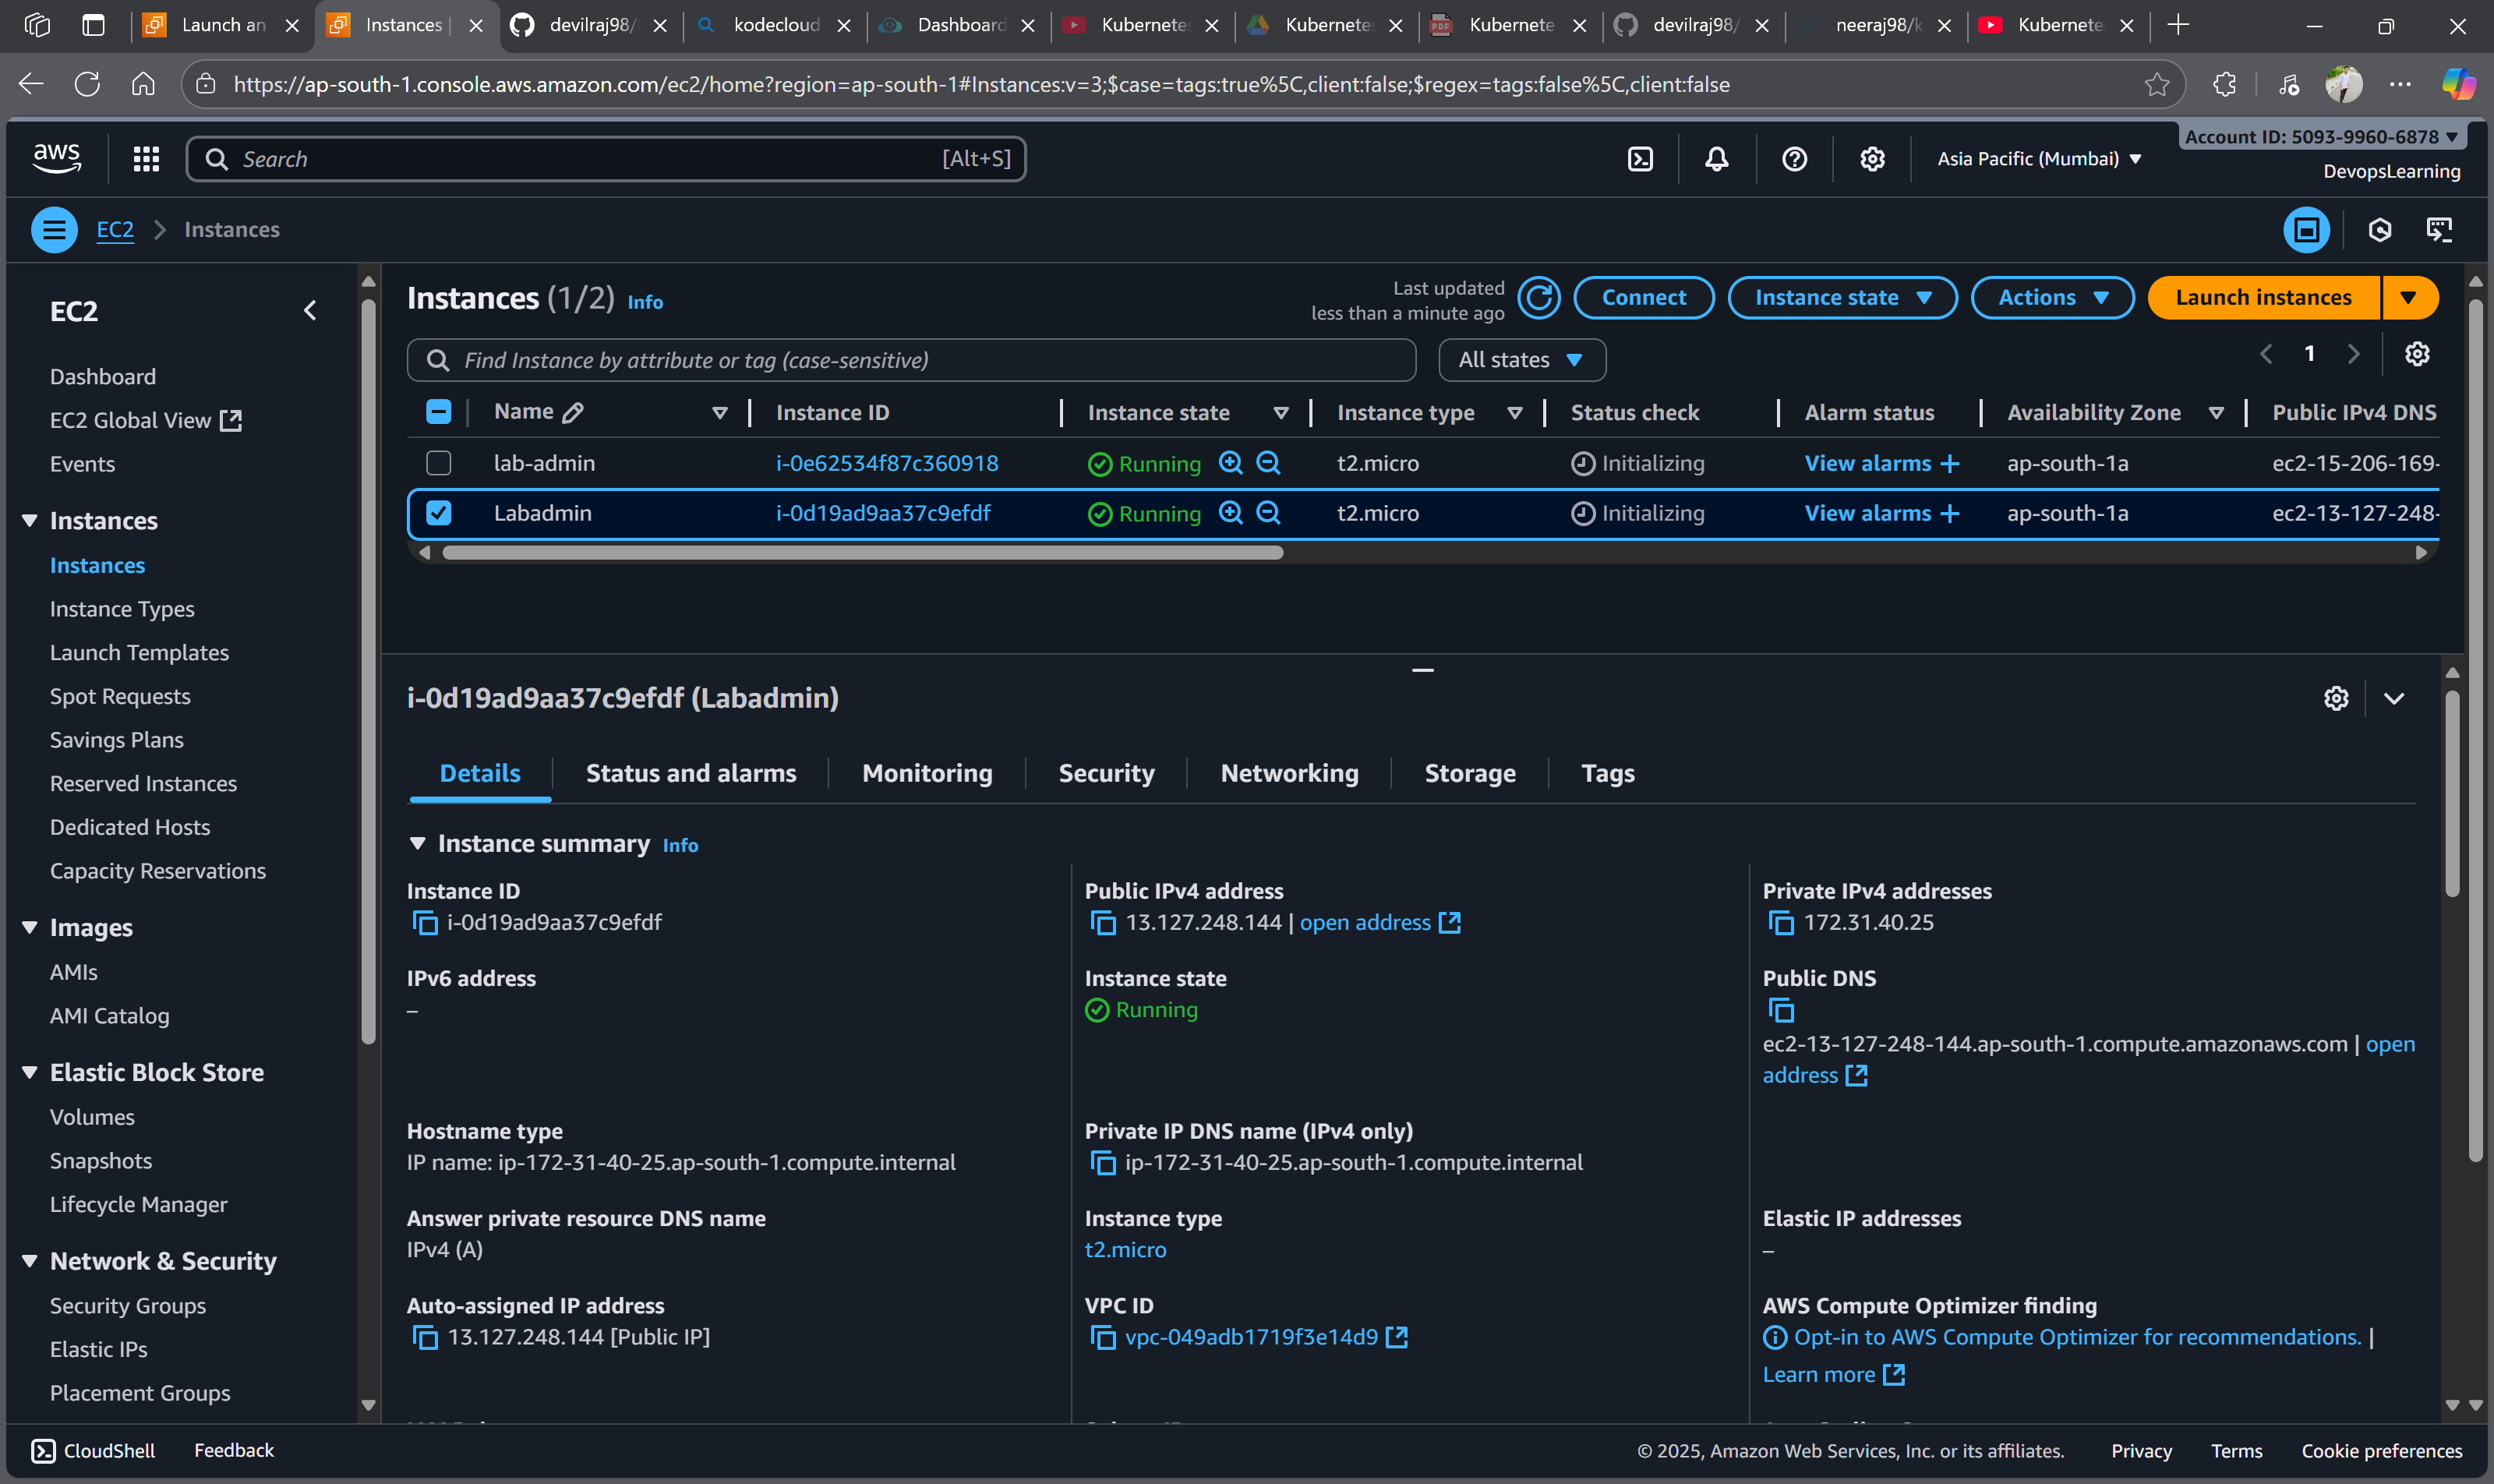 Launch an
Instances |
devilraj98/
kodecloud
Dashboard
Kubernetes
Kubernetes
Kubernete
devilraj98/
neeraj98/k
Kubernete
https://ap-south-1.console.aws.amazon.com/ec2/home?region=ap-south-1#Instances:v=3;$case=tags:true%5C,client:false;$regex=tags:false%5C,client:false
aws
Search
[Alt+S]
Asia Pacific (Mumbai)
Account ID: 5093-9960-6878
DevopsLearning
EC2
Instances
EC2
Dashboard
EC2 Global View
Events
Instances
Instances
Instance Types
Launch Templates
Spot Requests
Savings Plans
Reserved Instances
Dedicated Hosts
Capacity Reservations
Images
AMIs
AMI Catalog
Elastic Block Store
Volumes
Snapshots
Lifecycle Manager
Network & Security
Security Groups
Elastic IPs
Placement Groups
Instances (1/2) Info
Last updated
less than a minute ago
Connect
Instance state
Actions
Launch instances
Find Instance by attribute or tag (case-sensitive)
All states
1
Name Instance ID Instance state Instance type Status check Alarm status Availability Zone Public IPv4 DNS
lab-admin i-0e62534f87c360918 Running t2.micro Initializing View alarms + ap-south-1a ec2-15-206-169-
Labadmin i-0d19ad9aa37c9efdf Running t2.micro Initializing View alarms + ap-south-1a ec2-13-127-248-
i-0d19ad9aa37c9efdf (Labadmin)
Details Status and alarms Monitoring Security Networking Storage Tags
Instance summary Info
Instance ID
i-0d19ad9aa37c9efdf
Public IPv4 address
13.127.248.144 | open address
Private IPv4 addresses
172.31.40.25
IPv6 address
–
Instance state
Running
Public DNS
ec2-13-127-248-144.ap-south-1.compute.amazonaws.com | open
address
Hostname type
IP name: ip-172-31-40-25.ap-south-1.compute.internal
Private IP DNS name (IPv4 only)
ip-172-31-40-25.ap-south-1.compute.internal
Answer private resource DNS name
IPv4 (A)
Instance type
t2.micro
Elastic IP addresses
–
Auto-assigned IP address
13.127.248.144 [Public IP]
VPC ID
vpc-049adb1719f3e14d9
AWS Compute Optimizer finding
Opt-in to AWS Compute Optimizer for recommendations. |
Learn more
CloudShell
Feedback
© 2025, Amazon Web Services, Inc. or its affiliates.
Privacy
Terms
Cookie preferences